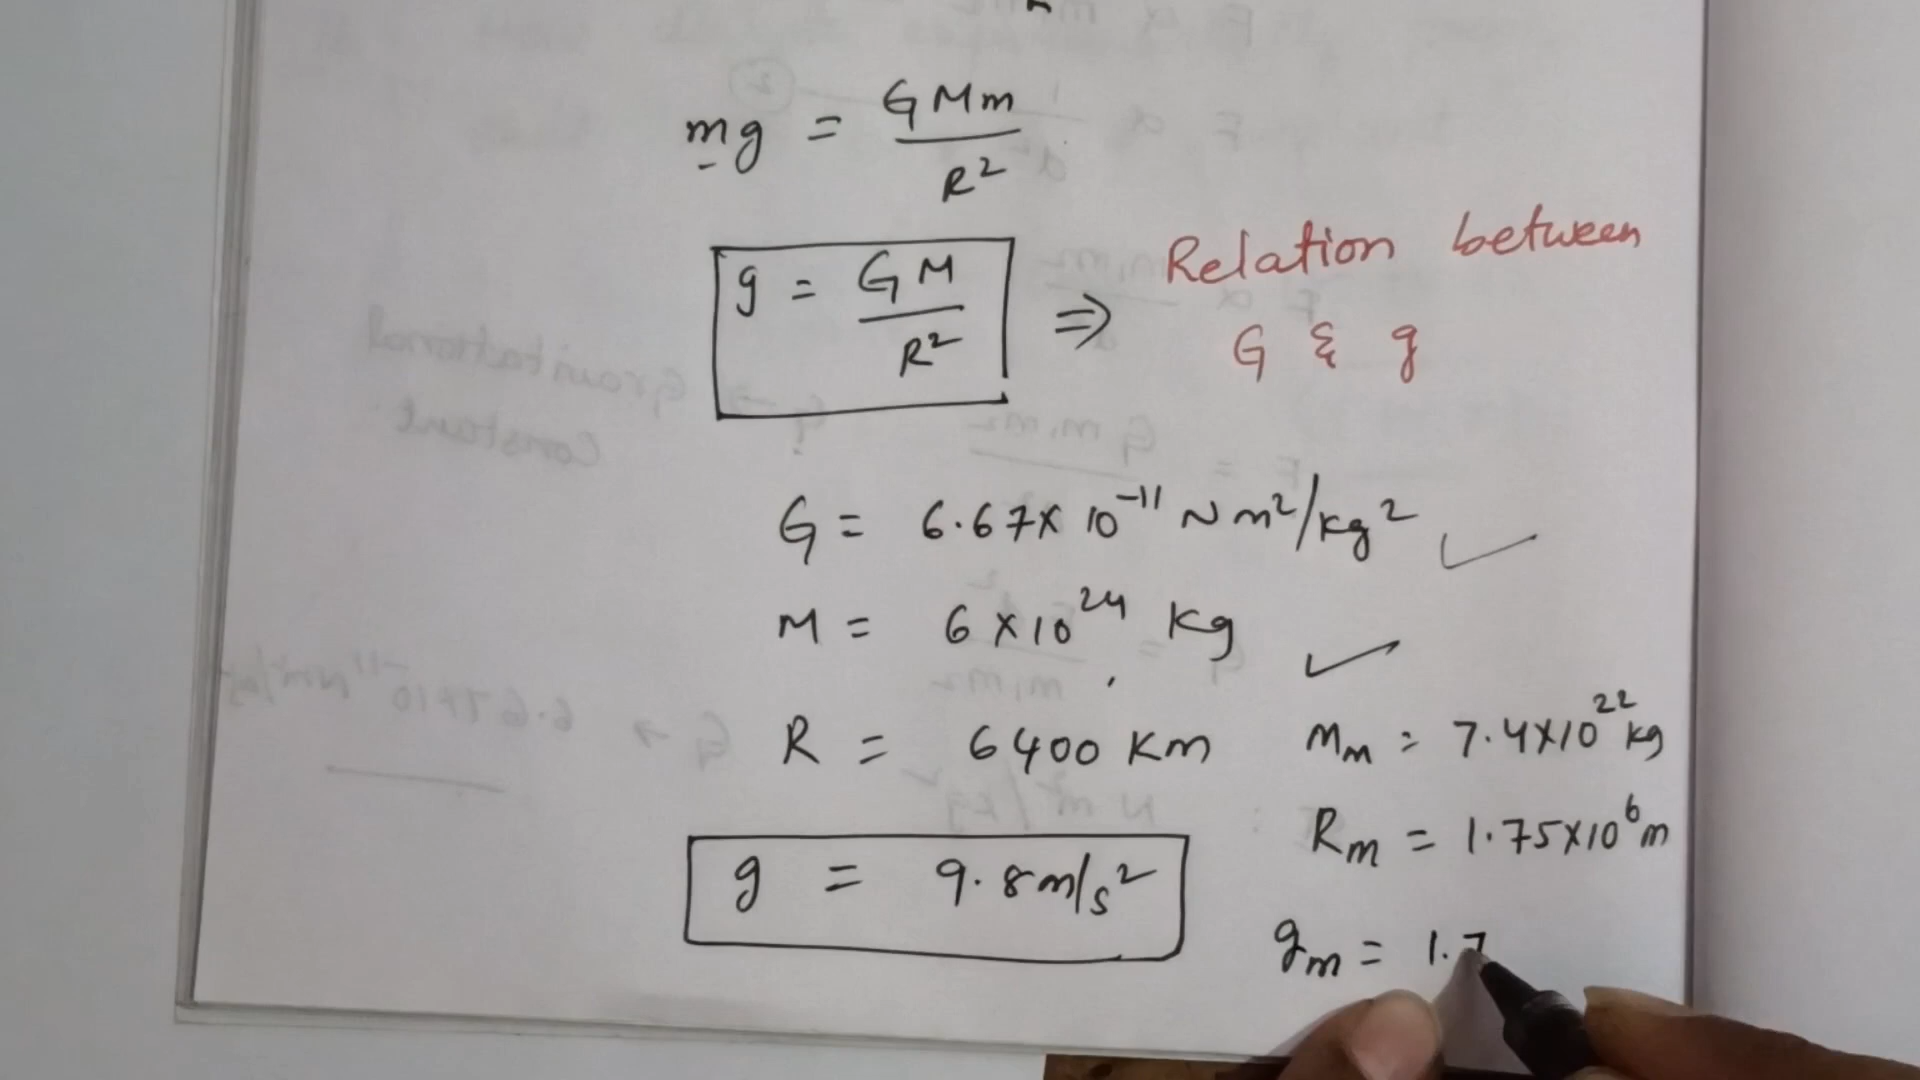 mg = GMm / R²
g = GM / R² ⇒ Relation between
G & g
G = 6.67×10⁻¹¹ Nm²/kg²
M = 6×10²⁴ kg
R = 6400 Km
Mm = 7.4×10²² kg
Rm = 1.75×10⁶ m
g = 9.8 m/s²
gm = 1.7